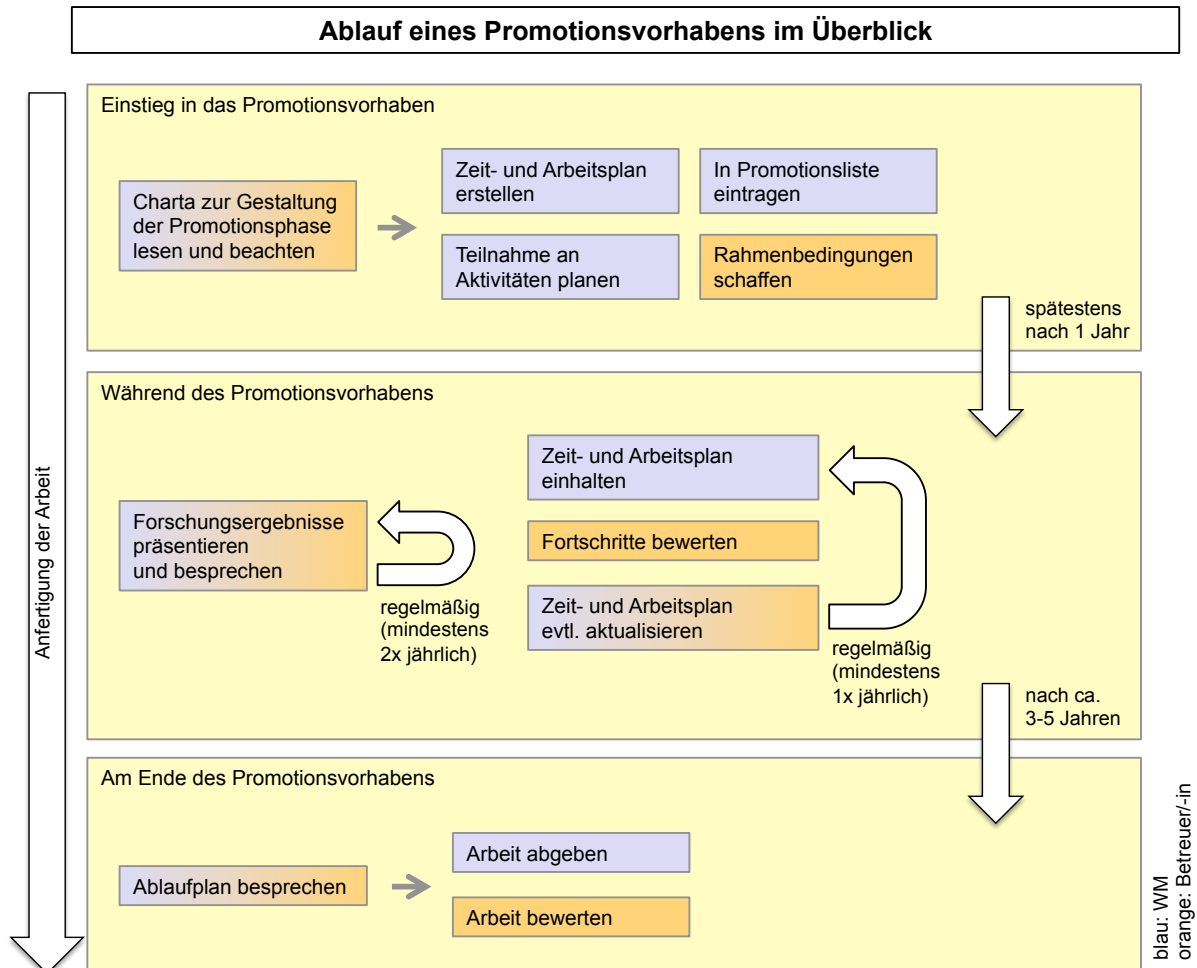 Ablauf eines Promotionsvorhabens im Überblick
Anfertigung der Arbeit
Einstieg in das Promotionsvorhaben
Charta zur Gestaltung
der Promotionsphase
lesen und beachten
Zeit- und Arbeitsplan
erstellen
In Promotionsliste
eintragen
Teilnahme an
Aktivitäten planen
Rahmenbedingungen
schaffen
spätestens
nach 1 Jahr
Während des Promotionsvorhabens
Forschungsergebnisse
präsentieren
und besprechen
regelmäßig
(mindestens
2x jährlich)
Zeit- und Arbeitsplan
einhalten
Fortschritte bewerten
Zeit- und Arbeitsplan
evtl. aktualisieren
regelmäßig
(mindestens
1x jährlich)
nach ca.
3-5 Jahren
Am Ende des Promotionsvorhabens
Ablaufplan besprechen
Arbeit abgeben
Arbeit bewerten
blau: WM
orange: Betreuer/-in